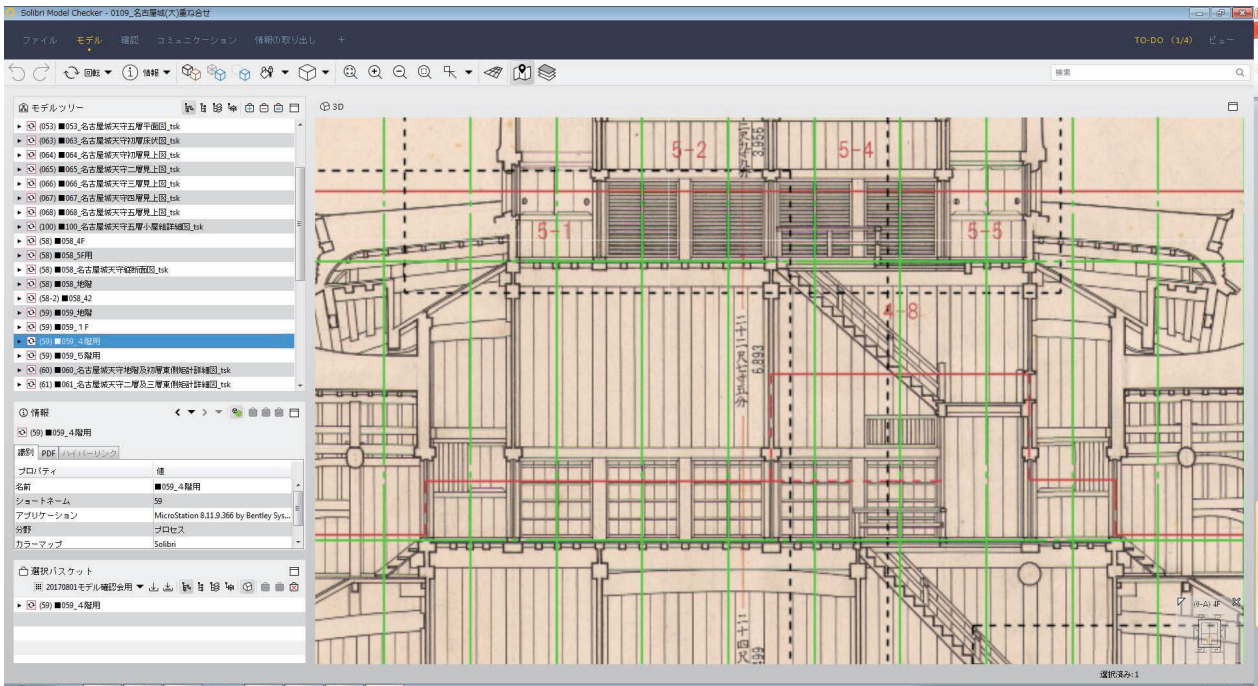 Solibri Model Checker - 0109_名古屋城(大)重ね合せ
ファイル モデル 確認 コミュニケーション 情報の取り出し +
TO-DO (1/4) ビュー
回転 情報
検索
モデルツリー
3D
(053) ■053_名古屋城天守五層平面図_tsk
(063) ■063_名古屋城天守初層床伏図_tsk
(064) ■064_名古屋城天守初層見上図_tsk
(065) ■065_名古屋城天守二層見上図_tsk
(066) ■066_名古屋城天守三層見上図_tsk
(067) ■067_名古屋城天守四層見上図_tsk
(068) ■068_名古屋城天守五層見上図_tsk
(100) ■100_名古屋城天守五層小屋組詳細図_tsk
(58) ■058_4F
(58) ■058_5F用
(58) ■058_名古屋城天守縦断面図_tsk
(58) ■058_地階
(58-2) ■058_42
(59) ■059_地階
(59) ■059_1F
(59) ■059_4階用
(59) ■059_5階用
(60) ■060_名古屋城天守地階及初層東側矩計詳細図_tsk
(61) ■061_名古屋城天守二層及三層東側矩計詳細図_tsk
情報
(59) ■059_4階用
識別 PDF ハイパーリンク
プロパティ 値
名前 ■059_4階用
ショートネーム 59
アプリケーション MicroStation 8.11.9.366 by Bentley Sys...
分野 プロセス
カラーマップ Solibri
選択バスケット
20170801モデル確認会用
(59) ■059_4階用
5-2
3.956
5-4
5-1
5-5
4-8
二十二尺七寸五分
6.893
二十四尺
(0-A) 4F
選択済み:1